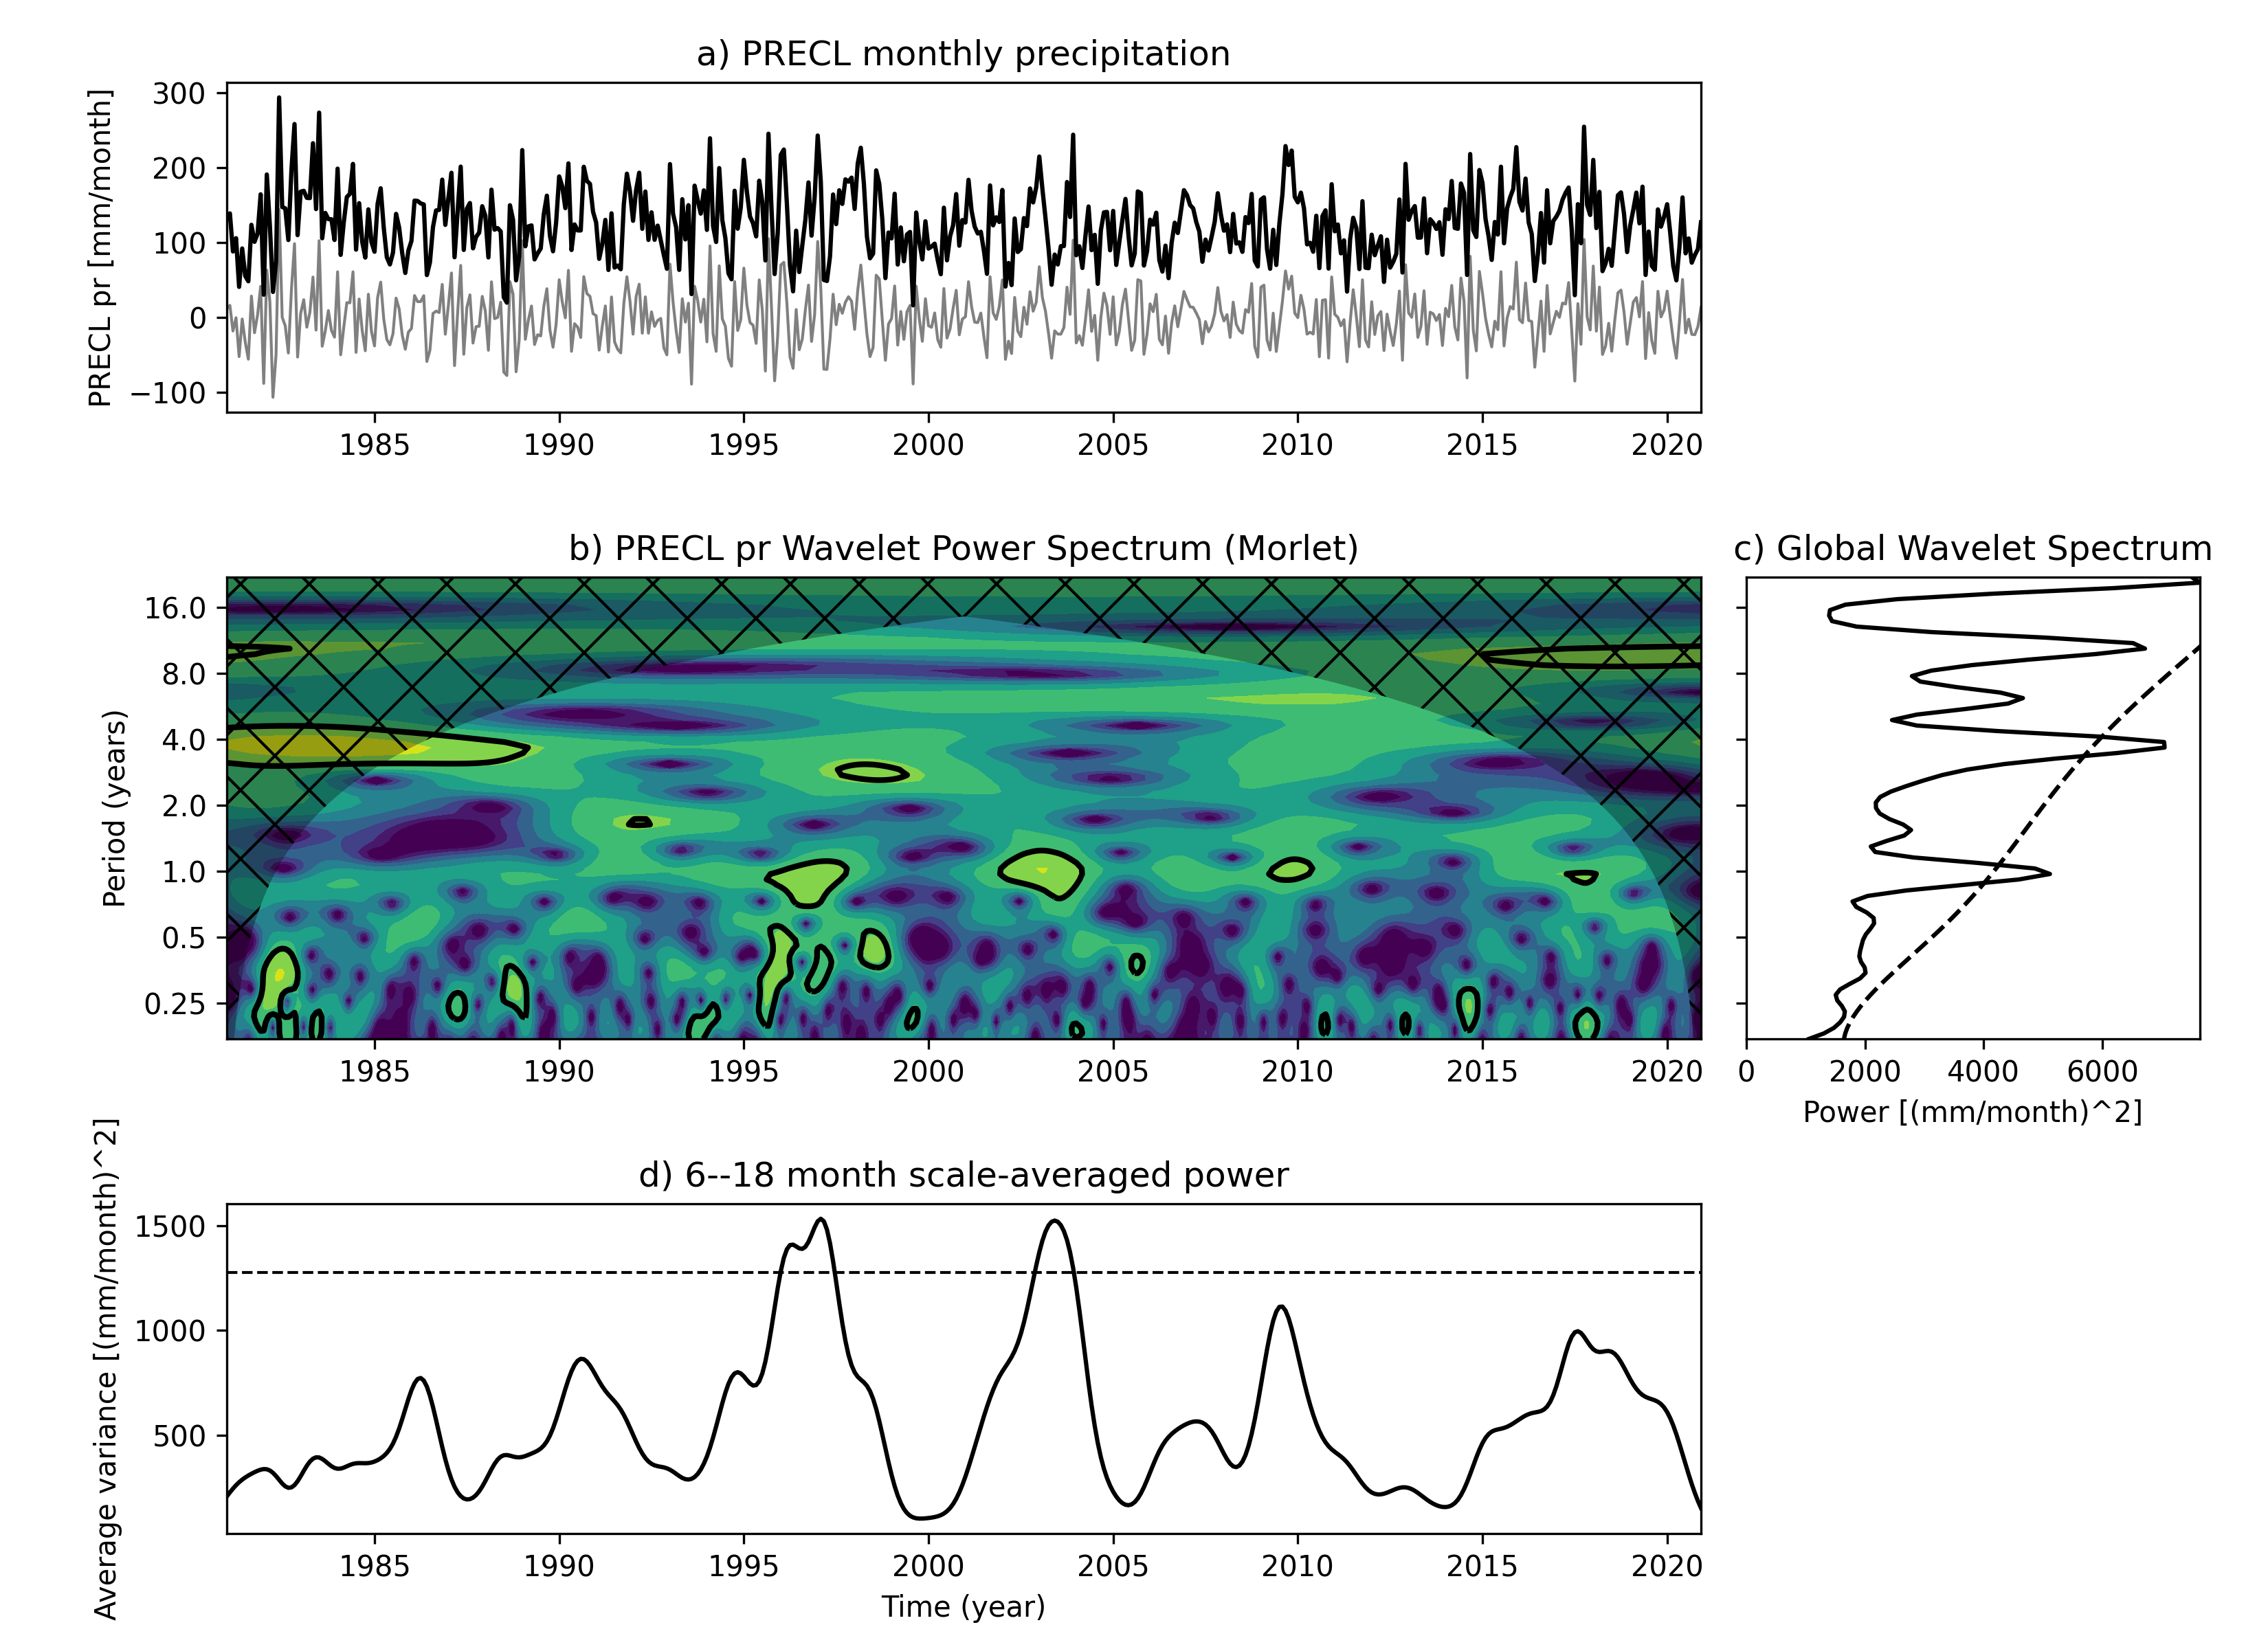 a) PRECL monthly precipitation
PRECL pr [mm/month]
300
200
100
0
−100
1985 1990 1995 2000 2005 2010 2015 2020
b) PRECL pr Wavelet Power Spectrum (Morlet)
Period (years)
16.0
8.0
4.0
2.0
1.0
0.5
0.25
1985 1990 1995 2000 2005 2010 2015 2020
c) Global Wavelet Spectrum
0 2000 4000 6000
Power [(mm/month)^2]
d) 6--18 month scale-averaged power
Average variance [(mm/month)^2]
1500
1000
500
1985 1990 1995 2000 2005 2010 2015 2020
Time (year)